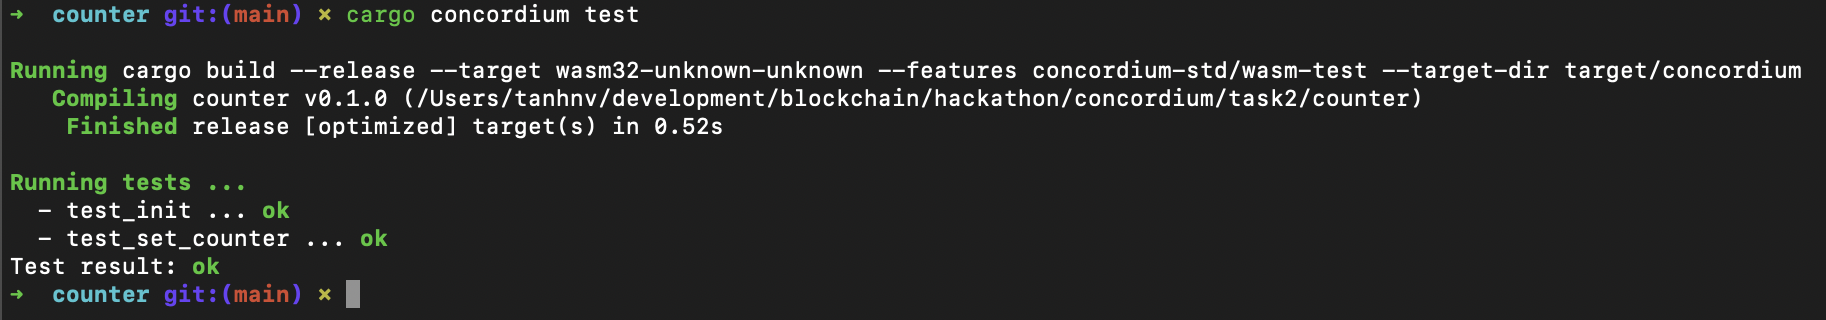 ➜ counter git:(main) × cargo concordium test
Running cargo build --release --target wasm32-unknown-unknown --features concordium-std/wasm-test --target-dir target/concordium
Compiling counter v0.1.0 (/Users/tanhnv/development/blockchain/hackathon/concordium/task2/counter)
Finished release [optimized] target(s) in 0.52s
Running tests ...
- test_init ... ok
- test_set_counter ... ok
Test result: ok
➜ counter git:(main) ×